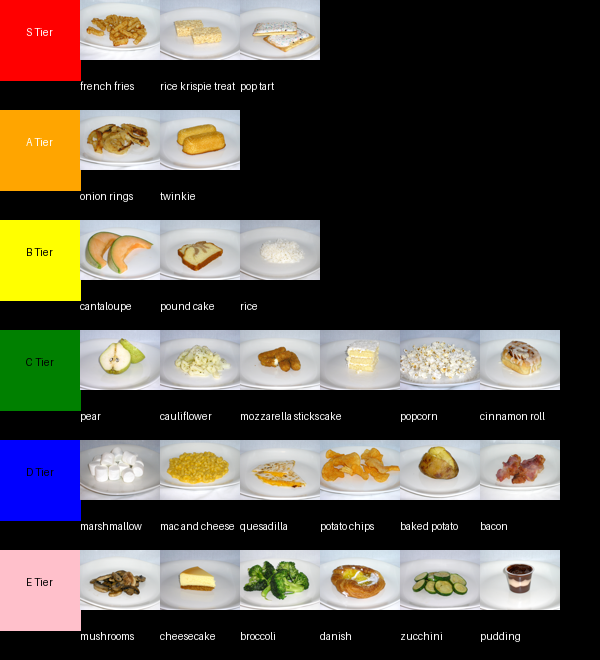 S Tier
french fries
rice krispie treat
pop tart
A Tier
onion rings
twinkie
B Tier
cantaloupe
pound cake
rice
C Tier
pear
cauliflower
mozzarella sticks
cake
popcorn
cinnamon roll
D Tier
marshmallow
mac and cheese
quesadilla
potato chips
baked potato
bacon
E Tier
mushrooms
cheesecake
broccoli
danish
zucchini
pudding